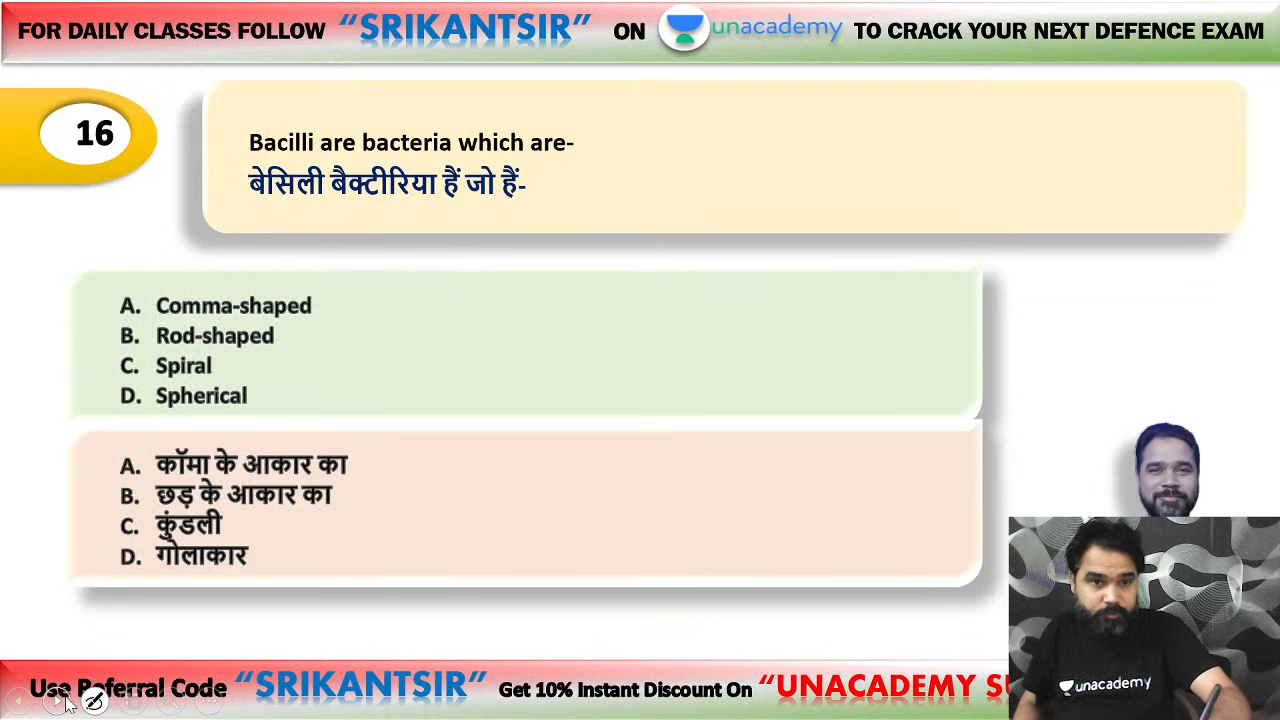 FOR DAILY CLASSES FOLLOW "SRIKANTSIR" ON unacademy TO CRACK YOUR NEXT DEFENCE EXAM
16
Bacilli are bacteria which are-
बेसिली बैक्टीरिया हैं जो हैं-
A. Comma-shaped
B. Rod-shaped
C. Spiral
D. Spherical
A. कॉमा के आकार का
B. छड़ के आकार का
C. कुंडली
D. गोलाकार
unacademy
Use Referral Code "SRIKANTSIR" Get 10% Instant Discount On "UNACADEMY